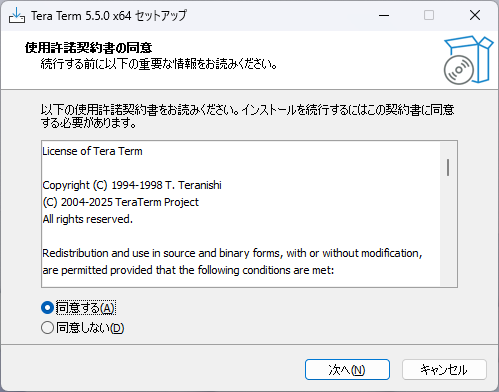 Tera Term 5.5.0 x64 セットアップ
使用許諾契約書の同意
続行する前に以下の重要な情報をお読みください。
以下の使用許諾契約書をお読みください。インストールを続行するにはこの契約書に同意
する必要があります。
License of Tera Term
Copyright (C) 1994-1998 T. Teranishi
(C) 2004-2025 TeraTerm Project
All rights reserved.
Redistribution and use in source and binary forms, with or without modification,
are permitted provided that the following conditions are met:
同意する(A)
同意しない(D)
次へ(N)
キャンセル